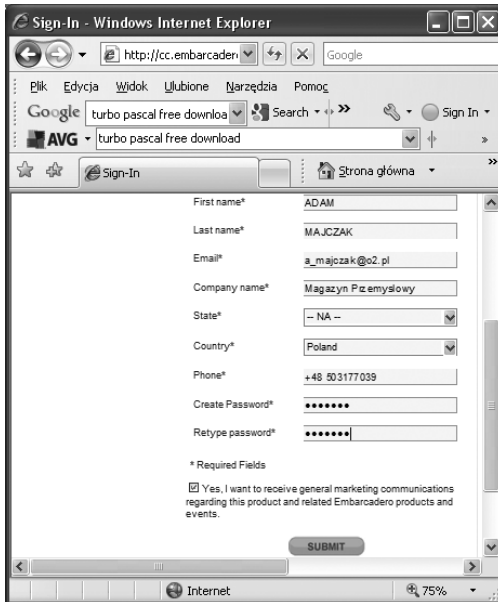 Sign-In - Windows Internet Explorer
http://cc.embarcadero
Google
Plik Edycja Widok Ulubione Narzędzia Pomoc
Google turbo pascal free downloa Search Sign In
AVG turbo pascal free download
Sign-In Strona główna
First name* ADAM
Last name* MAJCZAK
Email* a_majczak@o2.pl
Company name* Magazyn Przemyslowy
State* -- NA --
Country* Poland
Phone* +48 503177039
Create Password* •••••••
Retype password* •••••••
* Required Fields
Yes, I want to receive general marketing communications
regarding this product and related Embarcadero products and
events.
SUBMIT
Internet 75%